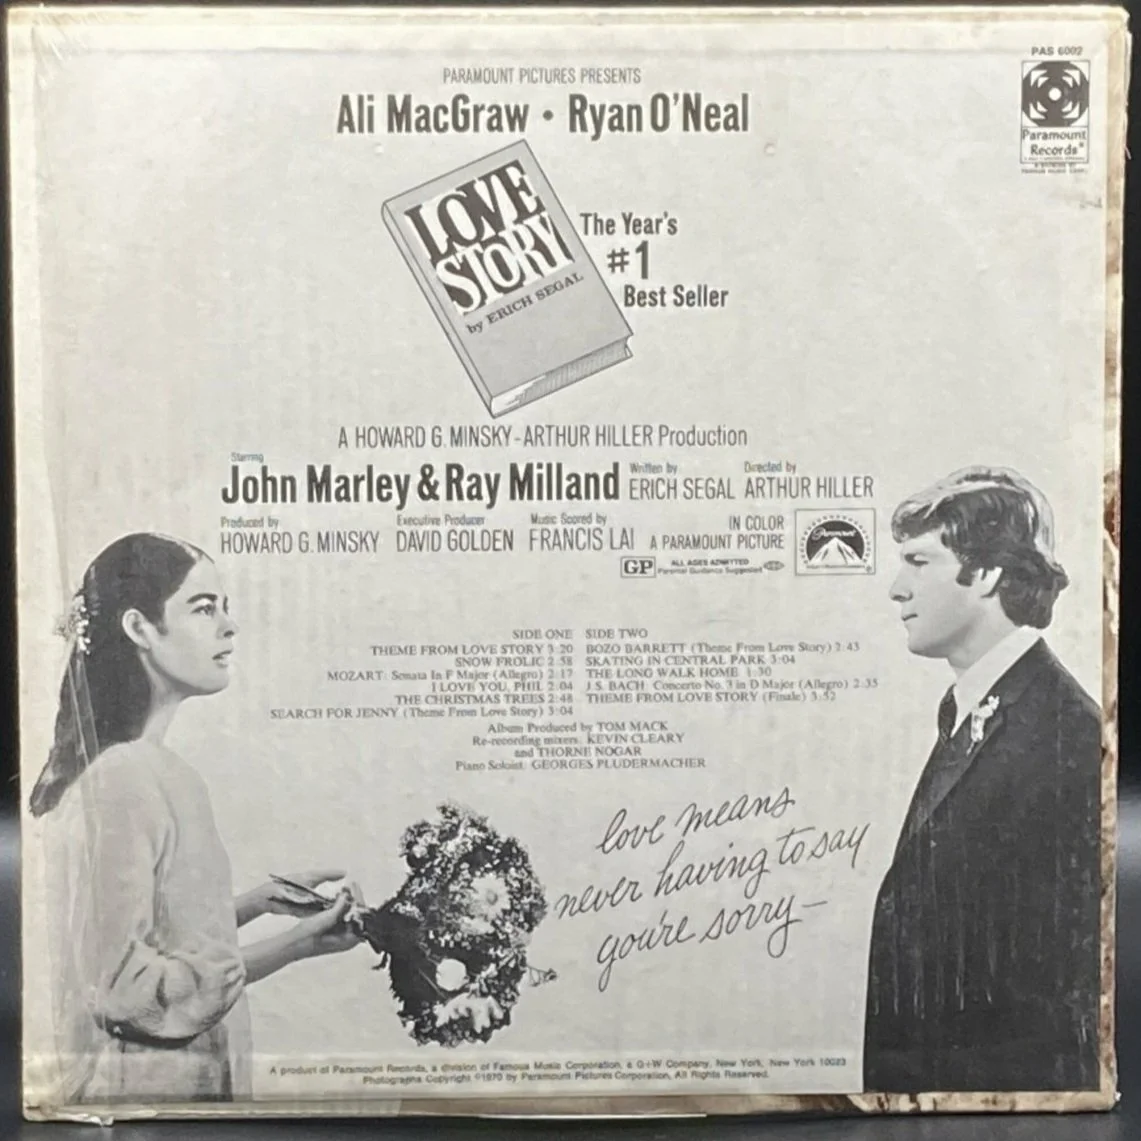 PAS 6002
Paramount
Records
PARAMOUNT PICTURES PRESENTS
Ali MacGraw • Ryan O'Neal
LOVE
STORY
by ERICH SEGAL
The Year's
#1
Best Seller
A HOWARD G. MINSKY - ARTHUR HILLER Production
Starring
John Marley & Ray Milland
Written by
ERICH SEGAL
Directed by
ARTHUR HILLER
Produced by
HOWARD G. MINSKY
Executive Producer
DAVID GOLDEN
Music Scored by
FRANCIS LAI
IN COLOR
A PARAMOUNT PICTURE
Paramount
GP
ALL AGES ADMITTED
Parental Guidance Suggested
SIDE ONE
THEME FROM LOVE STORY 3:20
SNOW FROLIC 2:58
MOZART: Sonata In F Major (Allegro) 2:17
I LOVE YOU, PHIL 2:04
THE CHRISTMAS TREES 2:48
SEARCH FOR JENNY (Theme From Love Story) 3:04
SIDE TWO
BOZO BARRETT (Theme From Love Story) 2:43
SKATING IN CENTRAL PARK 3:04
THE LONG WALK HOME 1:30
J.S. BACH: Concerto No. 3 in D Major (Allegro) 2:35
THEME FROM LOVE STORY (Finale) 3:52
Album Produced by TOM MACK
Re-recording mixers: KEVIN CLEARY
and THORNE NOGAR
Piano Soloist: GEORGES PLUDERMACHER
love means
never having to say
you're sorry—
A product of Paramount Records, a division of Famous Music Corporation, a G+W Company, New York, New York 10023
Photographs Copyright ©1970 by Paramount Pictures Corporation, All Rights Reserved.